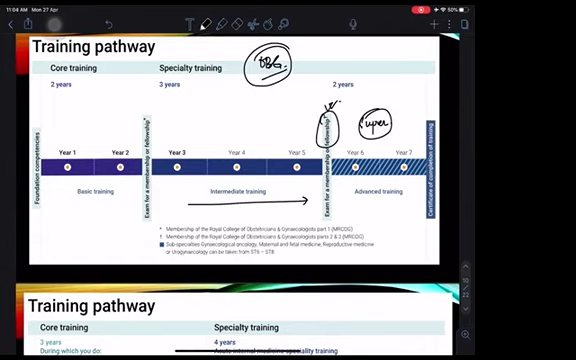 11:04 AM Mon 27 Apr
50%
Training pathway
Core training
Specialty training
OBG
2 years
3 years
2 years
super
Foundation competencies
Year 1
Year 2
Exam for a membership or fellowship*
Year 3
Year 4
Year 5
Exam for a membership or fellowship†
Year 6
Year 7
Certificate of completion of training
Basic training
Intermediate training
Advanced training
* Membership of the Royal College of Obstetricians & Gynaecologists part 1 (MRCOG)
† Membership of the Royal College of Obstetricians & Gynaecologists parts 2 & 3 (MRCOG)
Sub-specialties Gynaecological oncology, Maternal and fetal medicine, Reproductive medicine
or Urogynaecology can be taken from ST6 – ST8
10
22
Training pathway
Core training
Specialty training
3 years
4 years
During which you do:
Acute internal medicine speciality training